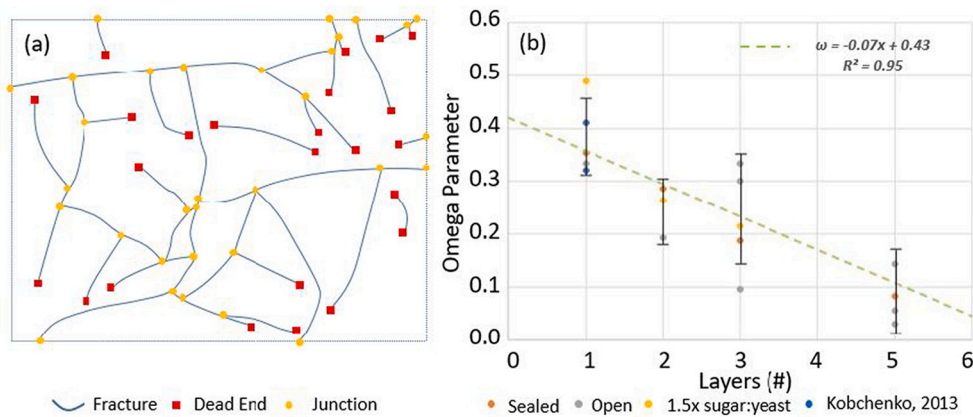 (a)
Fracture
Dead End
Junction
(b)
ω = -0.07x + 0.43
R² = 0.95
Omega Parameter
0.6
0.5
0.4
0.3
0.2
0.1
0.0
0 1 2 3 4 5 6
Layers (#)
Sealed
Open
1.5x sugar:yeast
Kobchenko, 2013